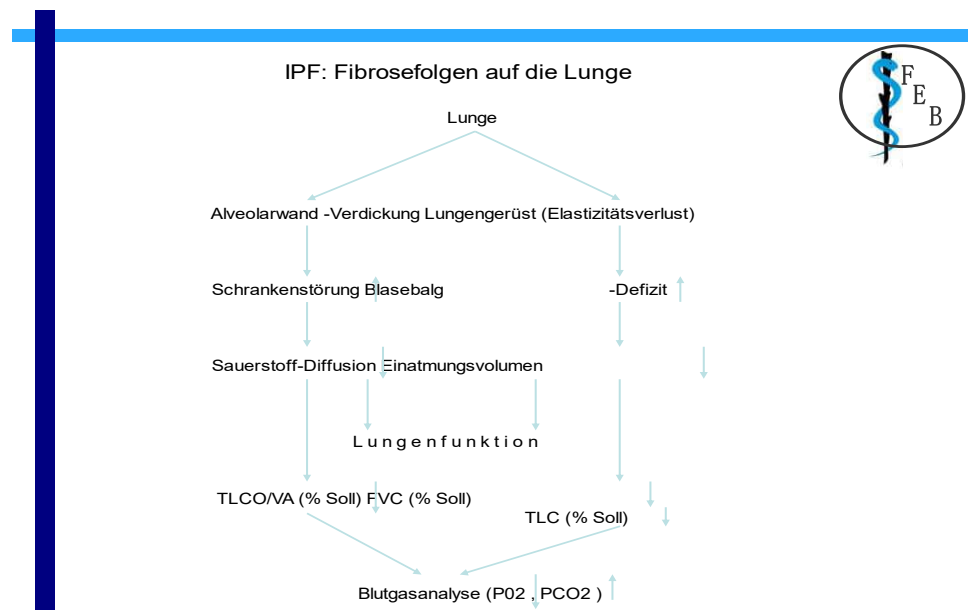 IPF: Fibrosefolgen auf die Lunge
F
E
B
Lunge
Alveolarwand -Verdickung Lungengerüst (Elastizitätsverlust)
Schrankenstörung Blasebalg -Defizit
Sauerstoff-Diffusion Einatmungsvolumen
Lungenfunktion
TLCO/VA (% Soll) FVC (% Soll)
TLC (% Soll)
Blutgasanalyse (P02 , PCO2 )